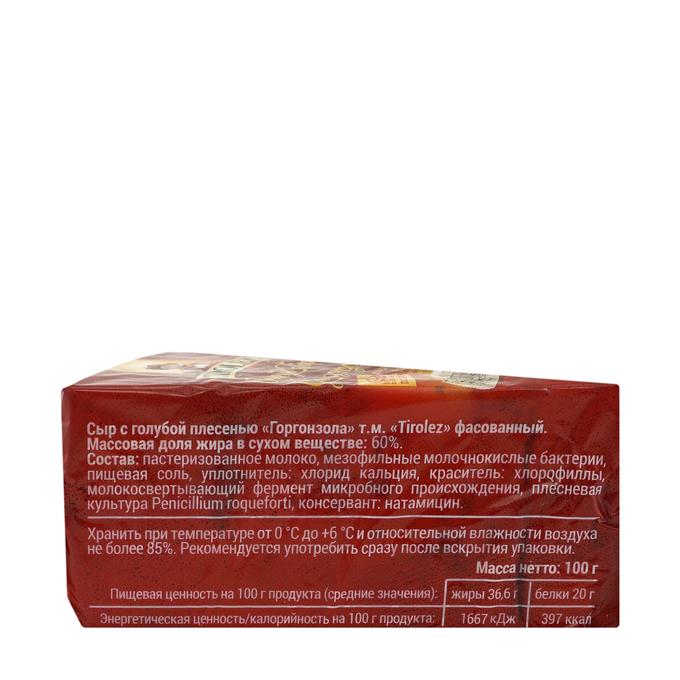 Сыр с голубой плесенью «Горгонзола» т.м. «Tirolez» фасованный.
Массовая доля жира в сухом веществе: 60%.
Состав: пастеризованное молоко, мезофильные молочнокислые бактерии,
пищевая соль, уплотнитель: хлорид кальция, краситель: хлорофиллы,
молокосвертывающий фермент микробного происхождения, плесневая
культура Penicillium roqueforti, консервант: натамицин.
Хранить при температуре от 0 °С до +6 °С и относительной влажности воздуха
не более 85%. Рекомендуется употребить сразу после вскрытия упаковки.
Масса нетто: 100 г
Пищевая ценность на 100 г продукта (средние значения): жиры 36,6 г белки 20 г
Энергетическая ценность/калорийность на 100 г продукта: 1667 кДж 397 ккал